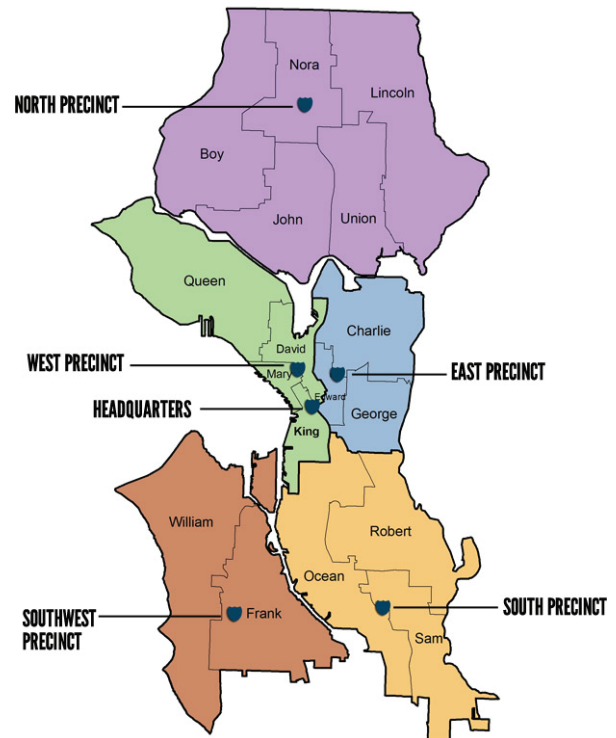 Nora
Lincoln
NORTH PRECINCT
Boy
John
Union
Queen
Charlie
David
WEST PRECINCT
Mary
EAST PRECINCT
Edward
HEADQUARTERS
George
King
William
Robert
Ocean
SOUTHWEST
PRECINCT
Frank
SOUTH PRECINCT
Sam